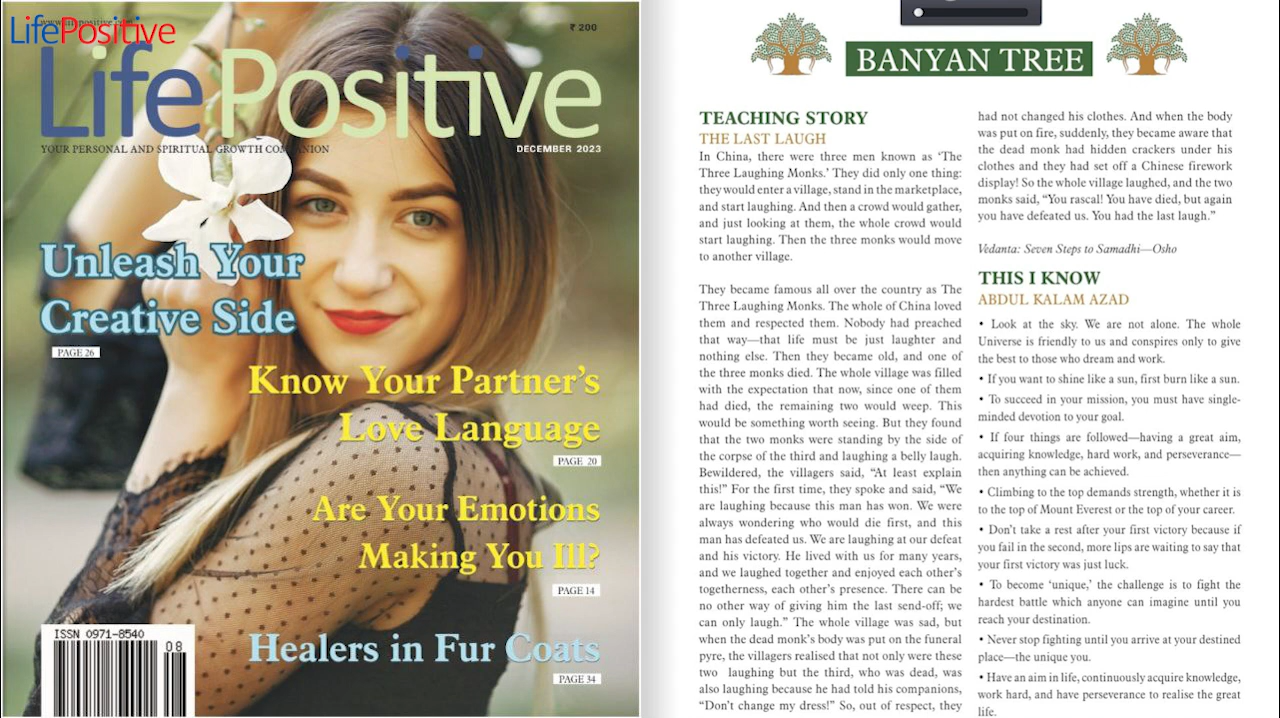 www.lifepositive.com
LifePositive
₹ 200
LifePositive
YOUR PERSONAL AND SPIRITUAL GROWTH COMPANION
DECEMBER 2023
Unleash Your
Creative Side
PAGE 26
Know Your Partner's
Love Language
PAGE 20
Are Your Emotions
Making You Ill?
PAGE 14
Healers in Fur Coats
PAGE 34
ISSN 0971-8540
08
BANYAN TREE
TEACHING STORY
THE LAST LAUGH
In China, there were three men known as ‘The
Three Laughing Monks.’ They did only one thing:
they would enter a village, stand in the marketplace,
and start laughing. And then a crowd would gather,
and just looking at them, the whole crowd would
start laughing. Then the three monks would move
to another village.
They became famous all over the country as The
Three Laughing Monks. The whole of China loved
them and respected them. Nobody had preached
that way—that life must be just laughter and
nothing else. Then they became old, and one of
the three monks died. The whole village was filled
with the expectation that now, since one of them
had died, the remaining two would weep. This
would be something worth seeing. But they found
that the two monks were standing by the side of
the corpse of the third and laughing a belly laugh.
Bewildered, the villagers said, “At least explain
this!” For the first time, they spoke and said, “We
are laughing because this man has won. We were
always wondering who would die first, and this
man has defeated us. We are laughing at our defeat
and his victory. He lived with us for many years,
and we laughed together and enjoyed each other’s
togetherness, each other’s presence. There can be
no other way of giving him the last send-off; we
can only laugh.” The whole village was sad, but
when the dead monk’s body was put on the funeral
pyre, the villagers realised that not only were these
two laughing but the third, who was dead, was
also laughing because he had told his companions,
“Don’t change my dress!” So, out of respect, they
had not changed his clothes. And when the body
was put on fire, suddenly, they became aware that
the dead monk had hidden crackers under his
clothes and they had set off a Chinese firework
display! So the whole village laughed, and the two
monks said, “You rascal! You have died, but again
you have defeated us. You had the last laugh.”
Vedanta: Seven Steps to Samadhi—Osho
THIS I KNOW
ABDUL KALAM AZAD
• Look at the sky. We are not alone. The whole
Universe is friendly to us and conspires only to give
the best to those who dream and work.
• If you want to shine like a sun, first burn like a sun.
• To succeed in your mission, you must have single-
minded devotion to your goal.
• If four things are followed—having a great aim,
acquiring knowledge, hard work, and perseverance—
then anything can be achieved.
• Climbing to the top demands strength, whether it is
to the top of Mount Everest or the top of your career.
• Don’t take a rest after your first victory because if
you fail in the second, more lips are waiting to say that
your first victory was just luck.
• To become ‘unique,’ the challenge is to fight the
hardest battle which anyone can imagine until you
reach your destination.
• Never stop fighting until you arrive at your destined
place—the unique you.
• Have an aim in life, continuously acquire knowledge,
work hard, and have perseverance to realise the great
life.